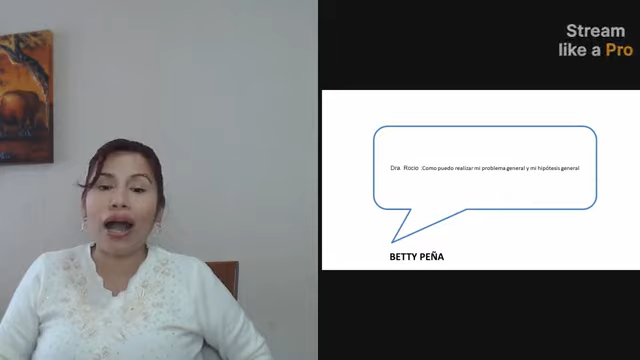 Stream
like a Pro
Dra Rocio :Como puedo realizar mi problema general y mi hipótesis general
BETTY PEÑA